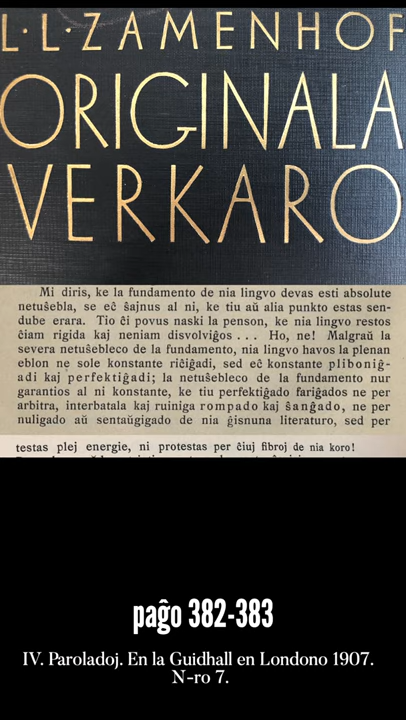 L·L·ZAMENHOF
ORIGINALA
VERKARO
Mi diris, ke la fundamento de nia lingvo devas esti absolute
netuŝebla, se eĉ ŝajnus al ni, ke tiu aŭ alia punkto estas sen-
dube erara. Tio ĉi povus naski la penson, ke nia lingvo restos
ĉiam rigida kaj neniam disvolviĝos ... Ho, ne! Malgraŭ la
severa netuŝebleco de la fundamento, nia lingvo havos la plenan
eblon ne sole konstante riĉiĝadi, sed eĉ konstante pliboniĝ-
adi kaj perfektiĝadi; la netuŝebleco de la fundamento nur
garantios al ni konstante, ke tiu perfektiĝado fariĝados ne per
arbitra, interbatala kaj ruiniga rompado kaj ŝanĝado, ne per
nuligado aŭ sentaŭgigado de nia ĝisnuna literaturo, sed per
testas plej energie, ni protestas per ĉiuj fibroj de nia koro!
paĝo 382-383
IV. Paroladoj. En la Guidhall en Londono 1907.
N-ro 7.